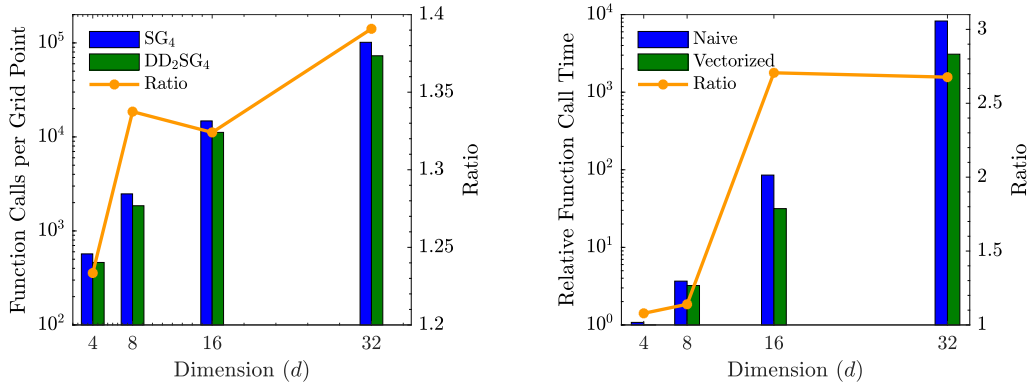 Function Calls per Grid Point
10^5
10^4
10^3
10^2
SG_4
DD_2SG_4
Ratio
1.4
1.35
1.3
1.25
1.2
Ratio
4 8 16 32
Dimension (d)
Relative Function Call Time
10^4
10^3
10^2
10^1
10^0
Naive
Vectorized
Ratio
3
2.5
2
1.5
1
Ratio
4 8 16 32
Dimension (d)